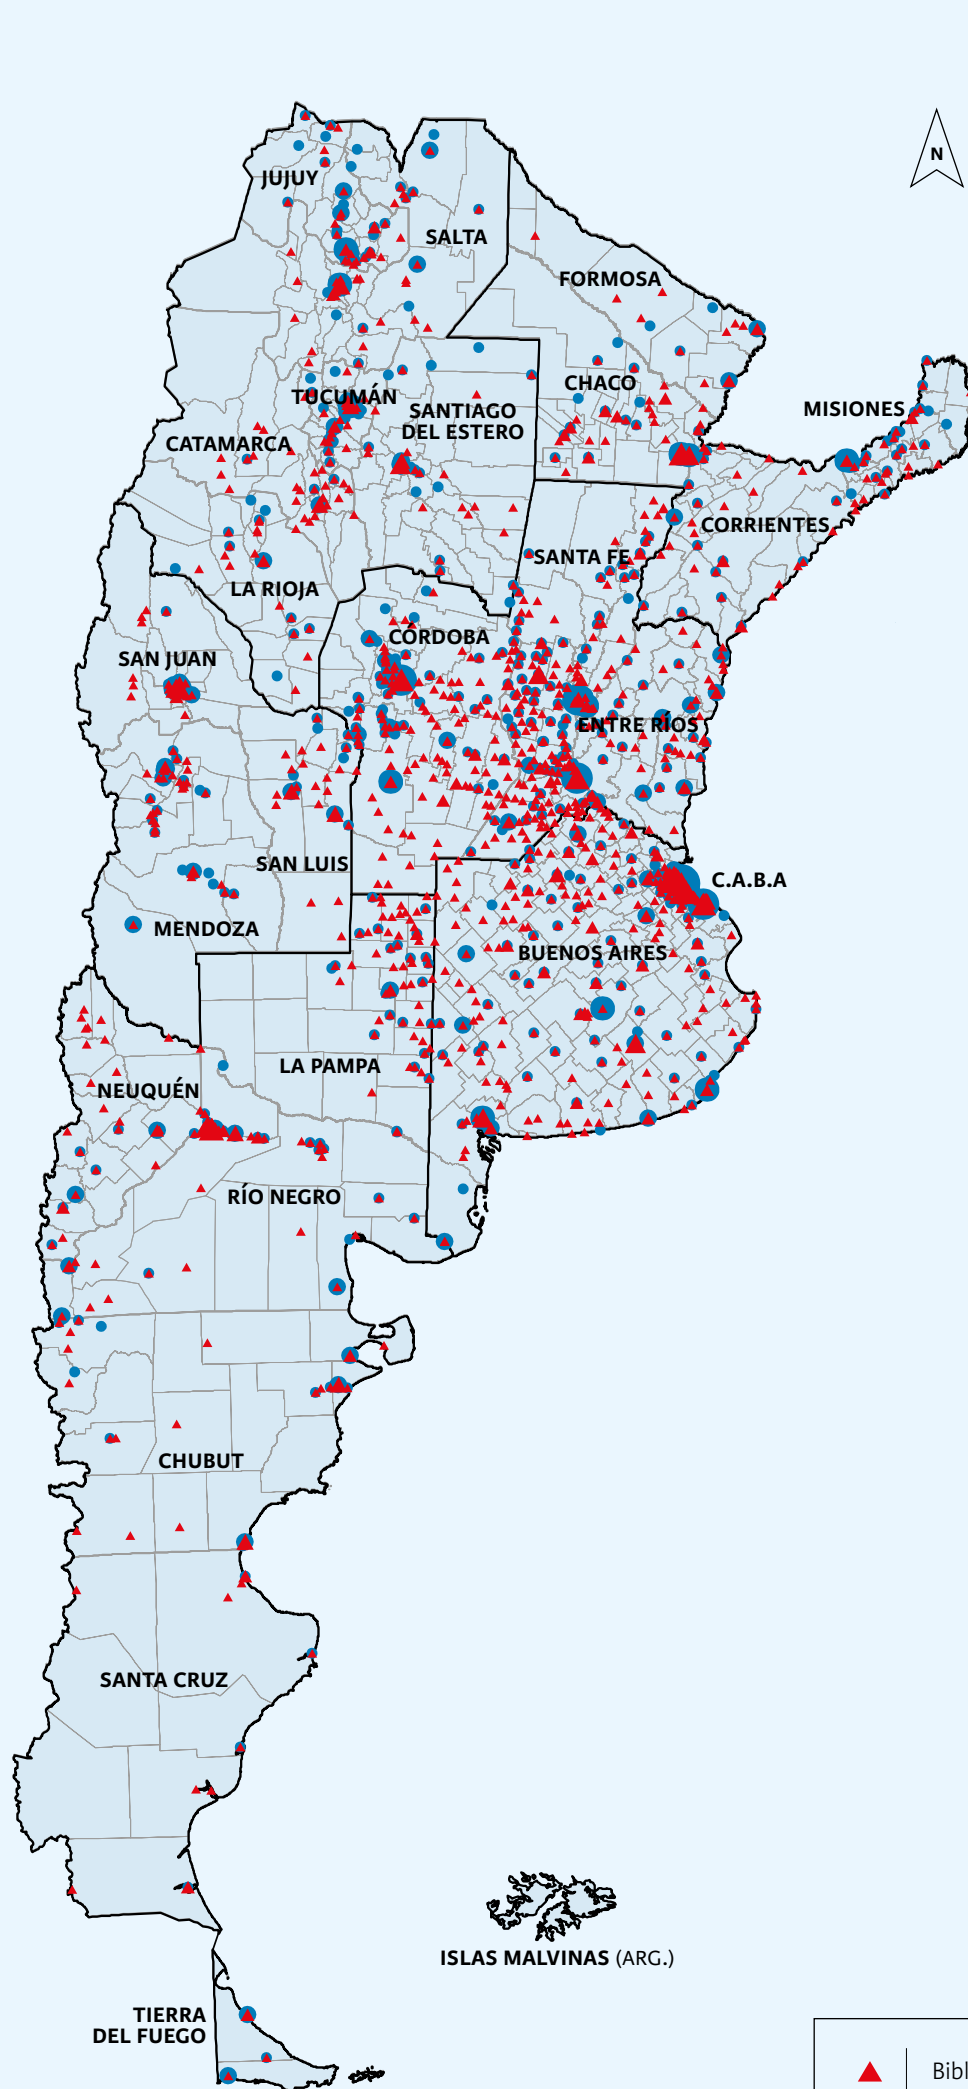 N
JUJUY
SALTA
FORMOSA
CHACO
MISIONES
TUCUMÁN
SANTIAGO
DEL ESTERO
CATAMARCA
CORRIENTES
SANTA FE
LA RIOJA
CÓRDOBA
SAN JUAN
ENTRE RÍOS
SAN LUIS
C.A.B.A
MENDOZA
BUENOS AIRES
LA PAMPA
NEUQUÉN
RÍO NEGRO
CHUBUT
SANTA CRUZ
ISLAS MALVINAS (ARG.)
TIERRA
DEL FUEGO
Bibl